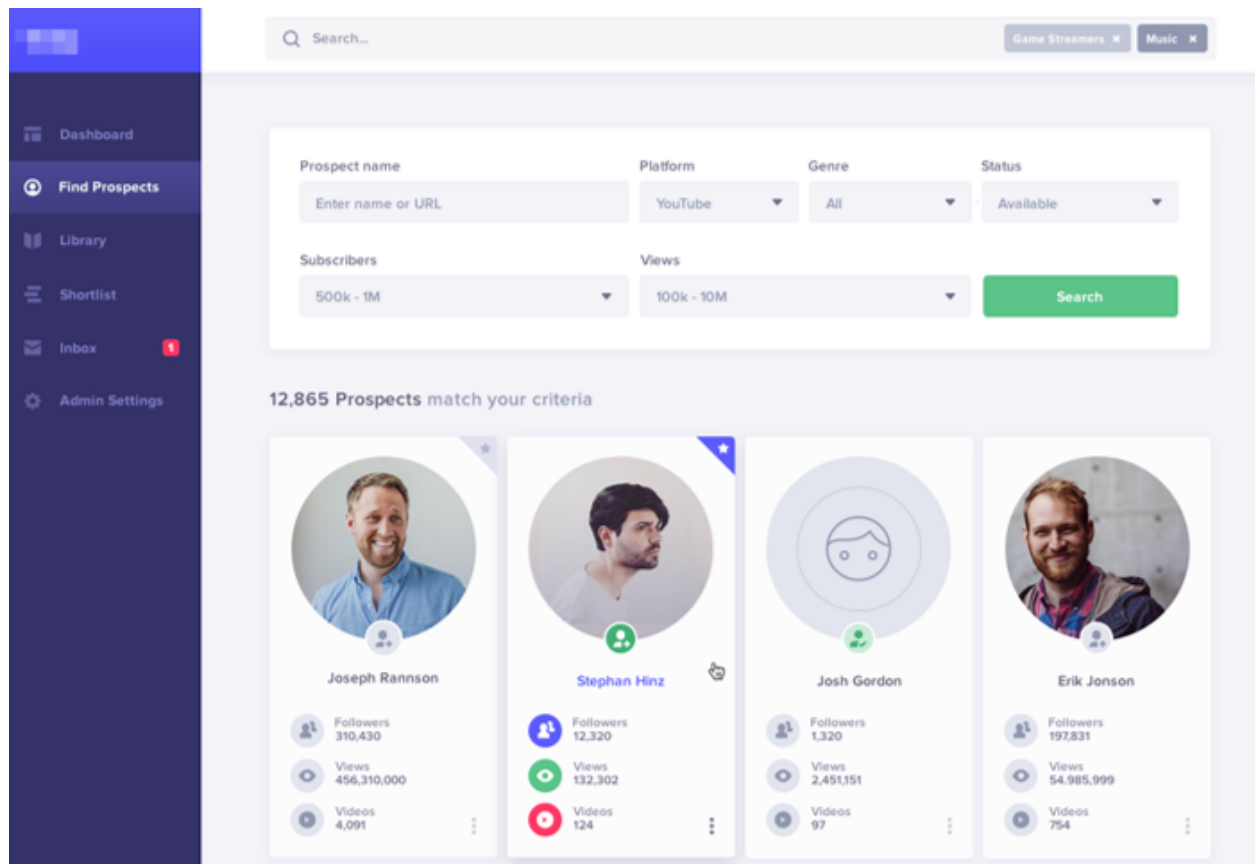 Search...
Game Streamers ×
Music ×
Dashboard
Find Prospects
Library
Shortlist
Inbox 1
Admin Settings
Prospect name
Enter name or URL
Platform
YouTube
Genre
All
Status
Available
Subscribers
500k - 1M
Views
100k - 10M
Search
12,865 Prospects match your criteria
Joseph Rannson
Followers
310,430
Views
456,310,000
Videos
4,091
Stephan Hinz
Followers
12,320
Views
132,302
Videos
124
Josh Gordon
Followers
1,320
Views
2,451,151
Videos
97
Erik Jonson
Followers
197,831
Views
54.985,999
Videos
754